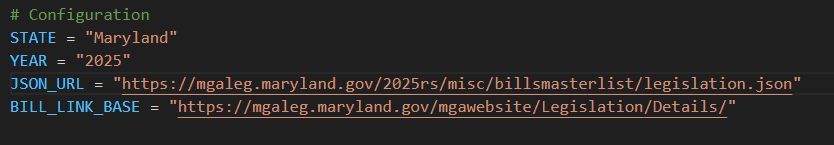 # Configuration
STATE = "Maryland"
YEAR = "2025"
JSON_URL = "https://mgaleg.maryland.gov/2025rs/misc/billsmasterlist/legislation.json"
BILL_LINK_BASE = "https://mgaleg.maryland.gov/mgawebsite/Legislation/Details/"